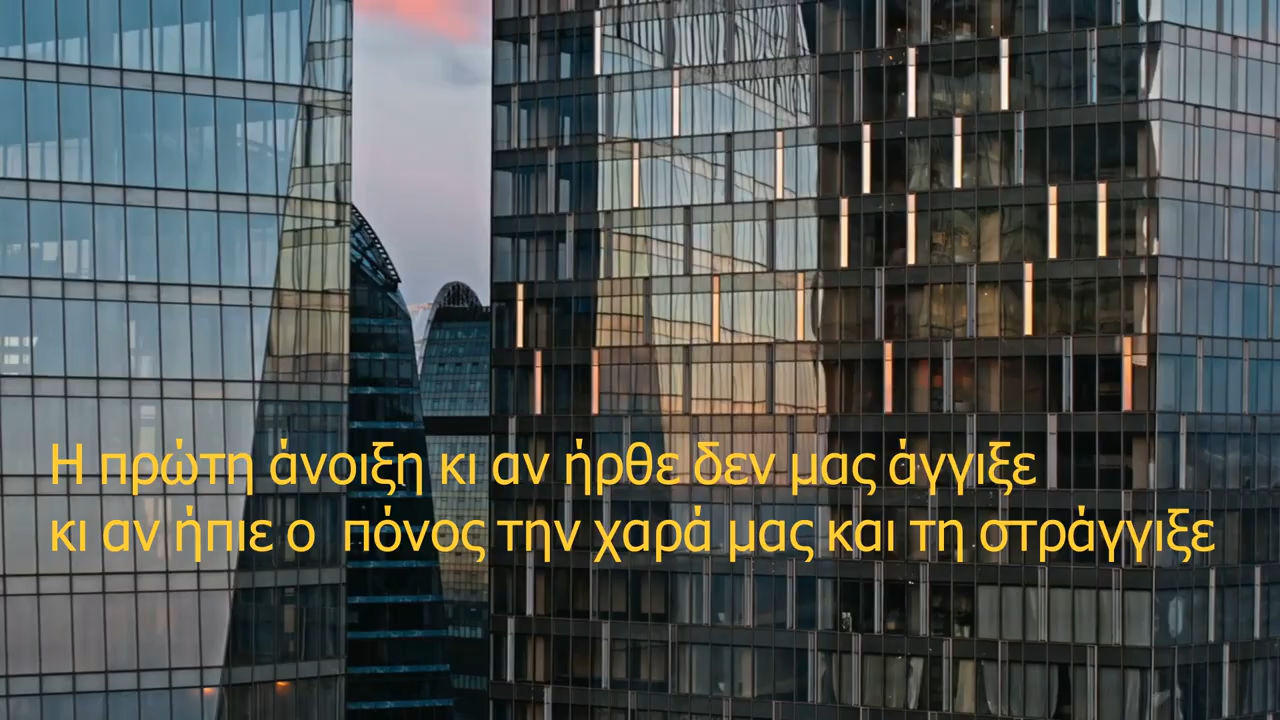 Η πρώτη άνοιξη κι αν ήρθε δεν μας άγγιξε
κι αν ήπιε ο  πόνος την χαρά μας και τη στράγγιξε